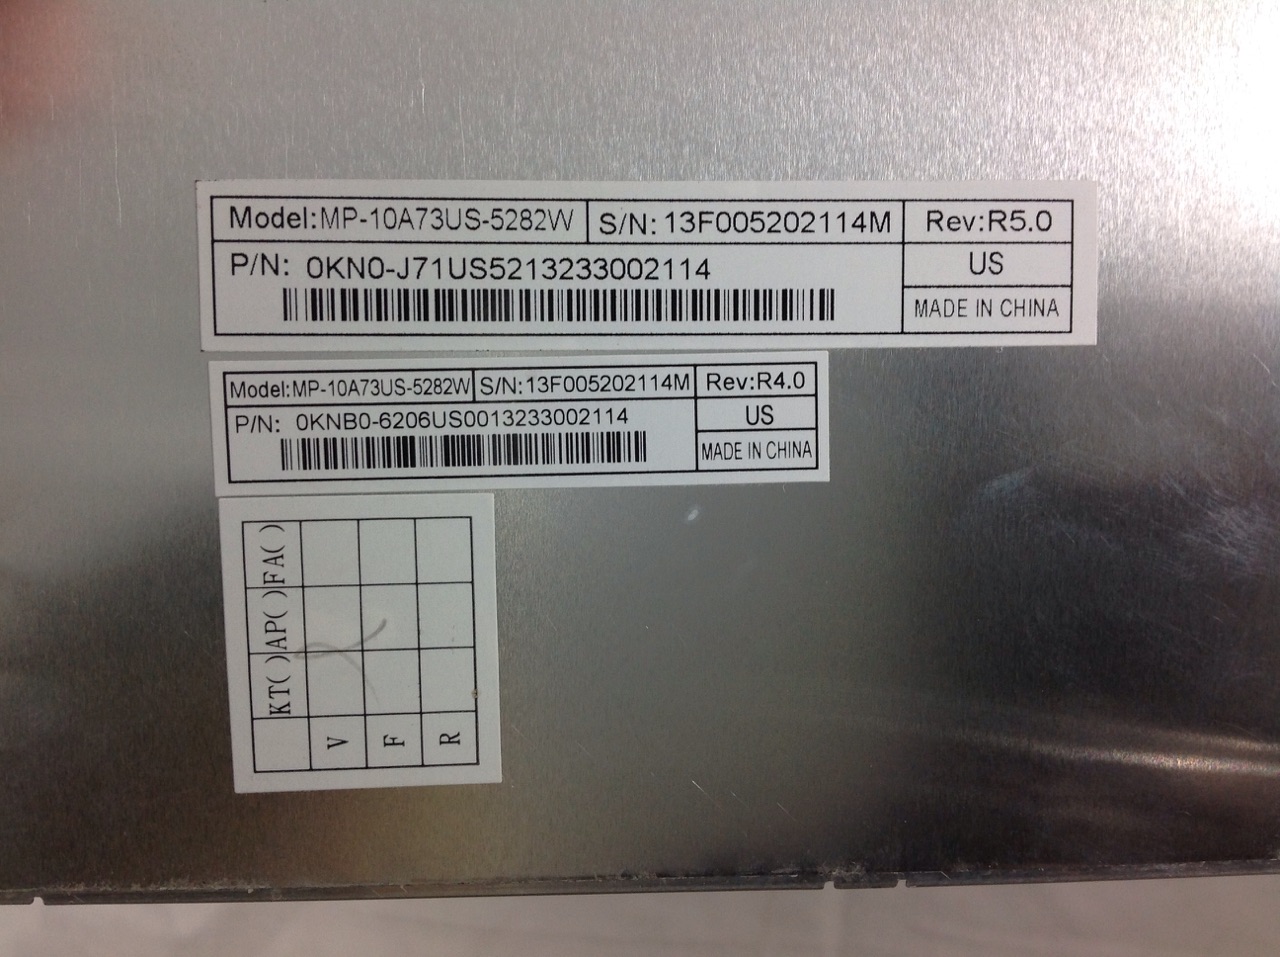 Model:MP-10A73US-5282W S/N:13F005202114M Rev:R5.0
P/N: 0KN0-J71US5213233002114 US
MADE IN CHINA
Model:MP-10A73US-5282W S/N:13F005202114M Rev:R4.0
P/N: 0KNB0-6206US0013233002114 US
MADE IN CHINA
KT( ) AP( ) FA( )
V
F
R